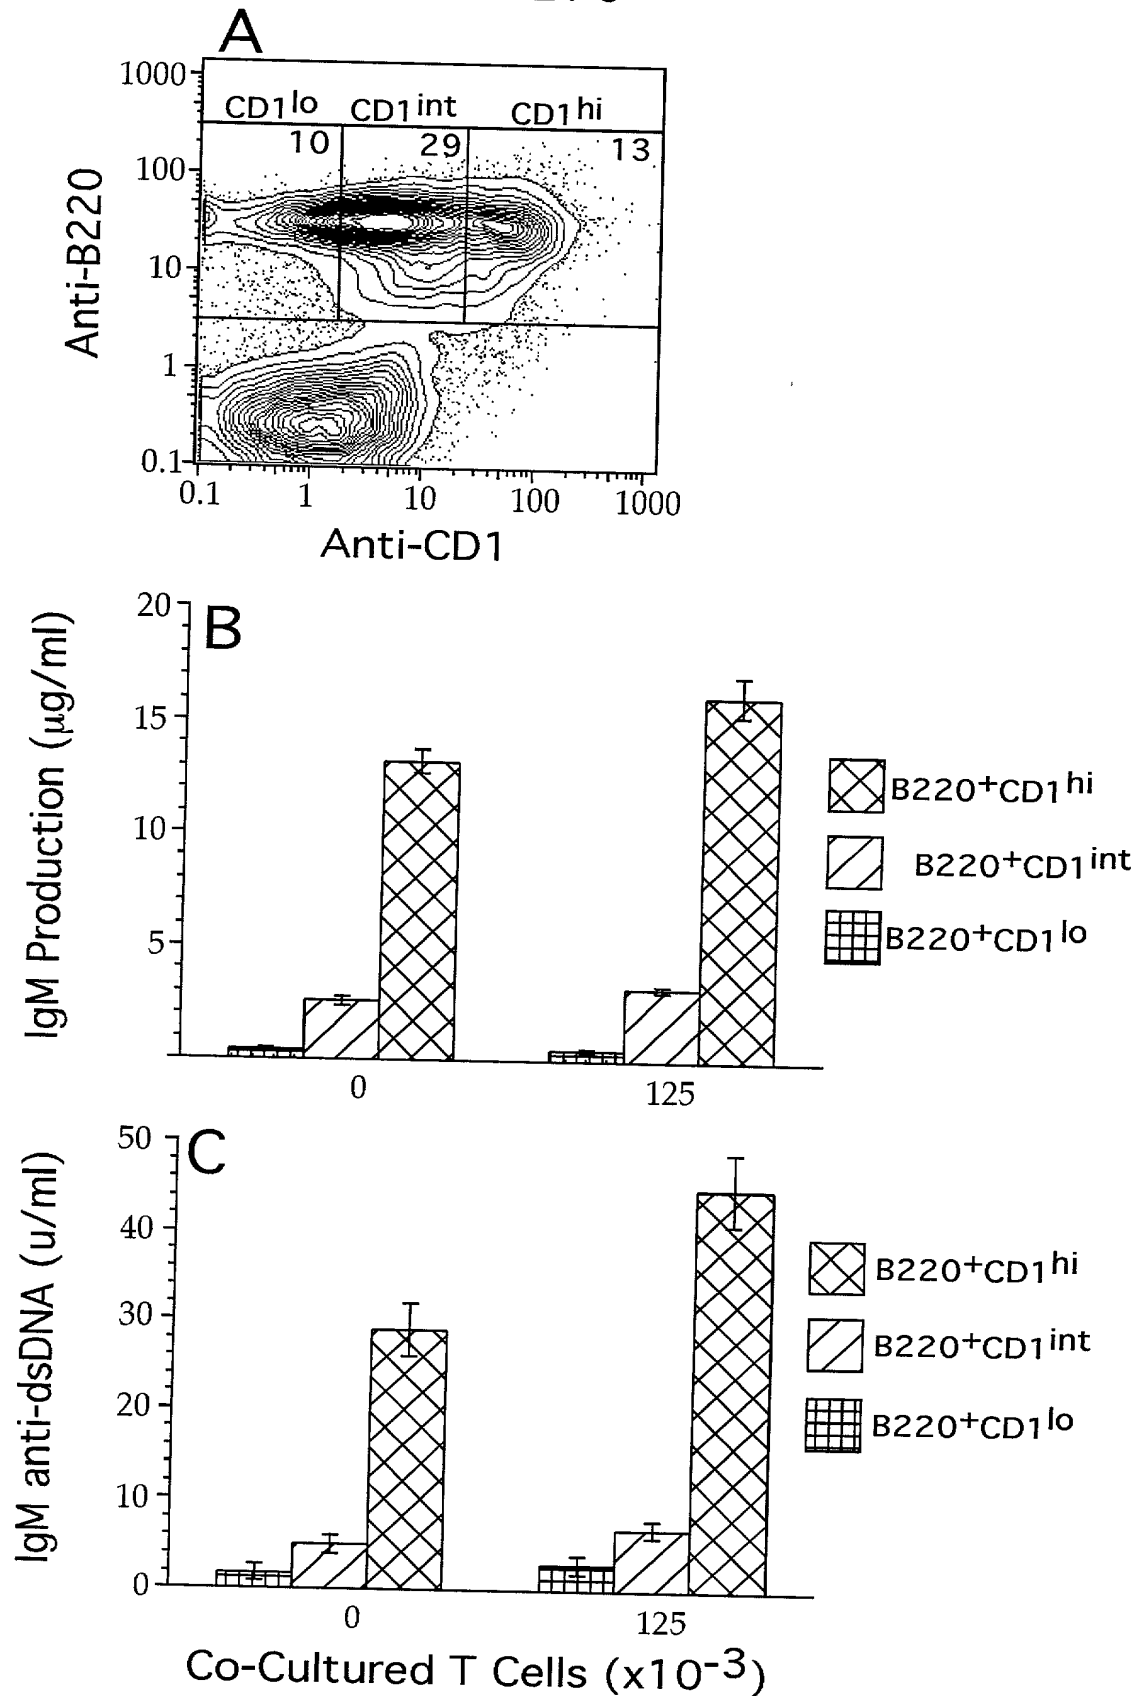 A
1000
CD1lo CD1int CD1hi
10 29 13
100
10
1
0.1
0.1 1 10 100 1000
Anti-B220
Anti-CD1
B
20
15
10
5
IgM Production (µg/ml)
B220+CD1hi
B220+CD1int
B220+CD1lo
0 125
C
50
40
30
20
10
0
IgM anti-dsDNA (u/ml)
B220+CD1hi
B220+CD1int
B220+CD1lo
0 125
Co-Cultured T Cells (x10-3)